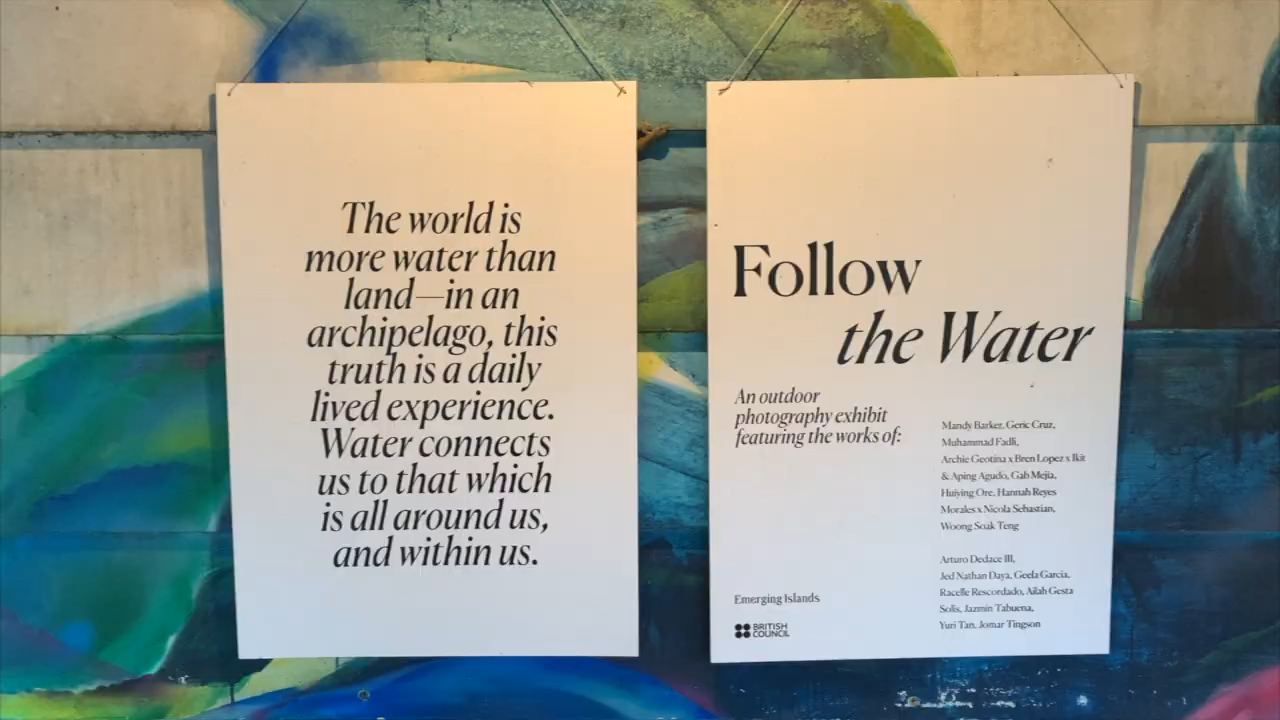 The world is
more water than
land—in an
archipelago, this
truth is a daily
lived experience.
Water connects
us to that which
is all around us,
and within us.
Follow
the Water
An outdoor
photography exhibit
featuring the works of:
Mandy Barker, Geric Cruz,
Muhammad Fadli,
Archie Geotina x Bren Lopez x Ikit
& Aping Agudo, Gab Mejia,
Huiying Ore, Hannah Reyes
Morales x Nicola Sebastian,
Woong Soak Teng
Arturo Dedace III,
Jed Nathan Daya, Geela Garcia,
Racelle Rescordado, Ailah Gesta
Solis, Jazmin Tabuena,
Yuri Tan, Jomar Tingson
Emerging Islands
BRITISH
COUNCIL